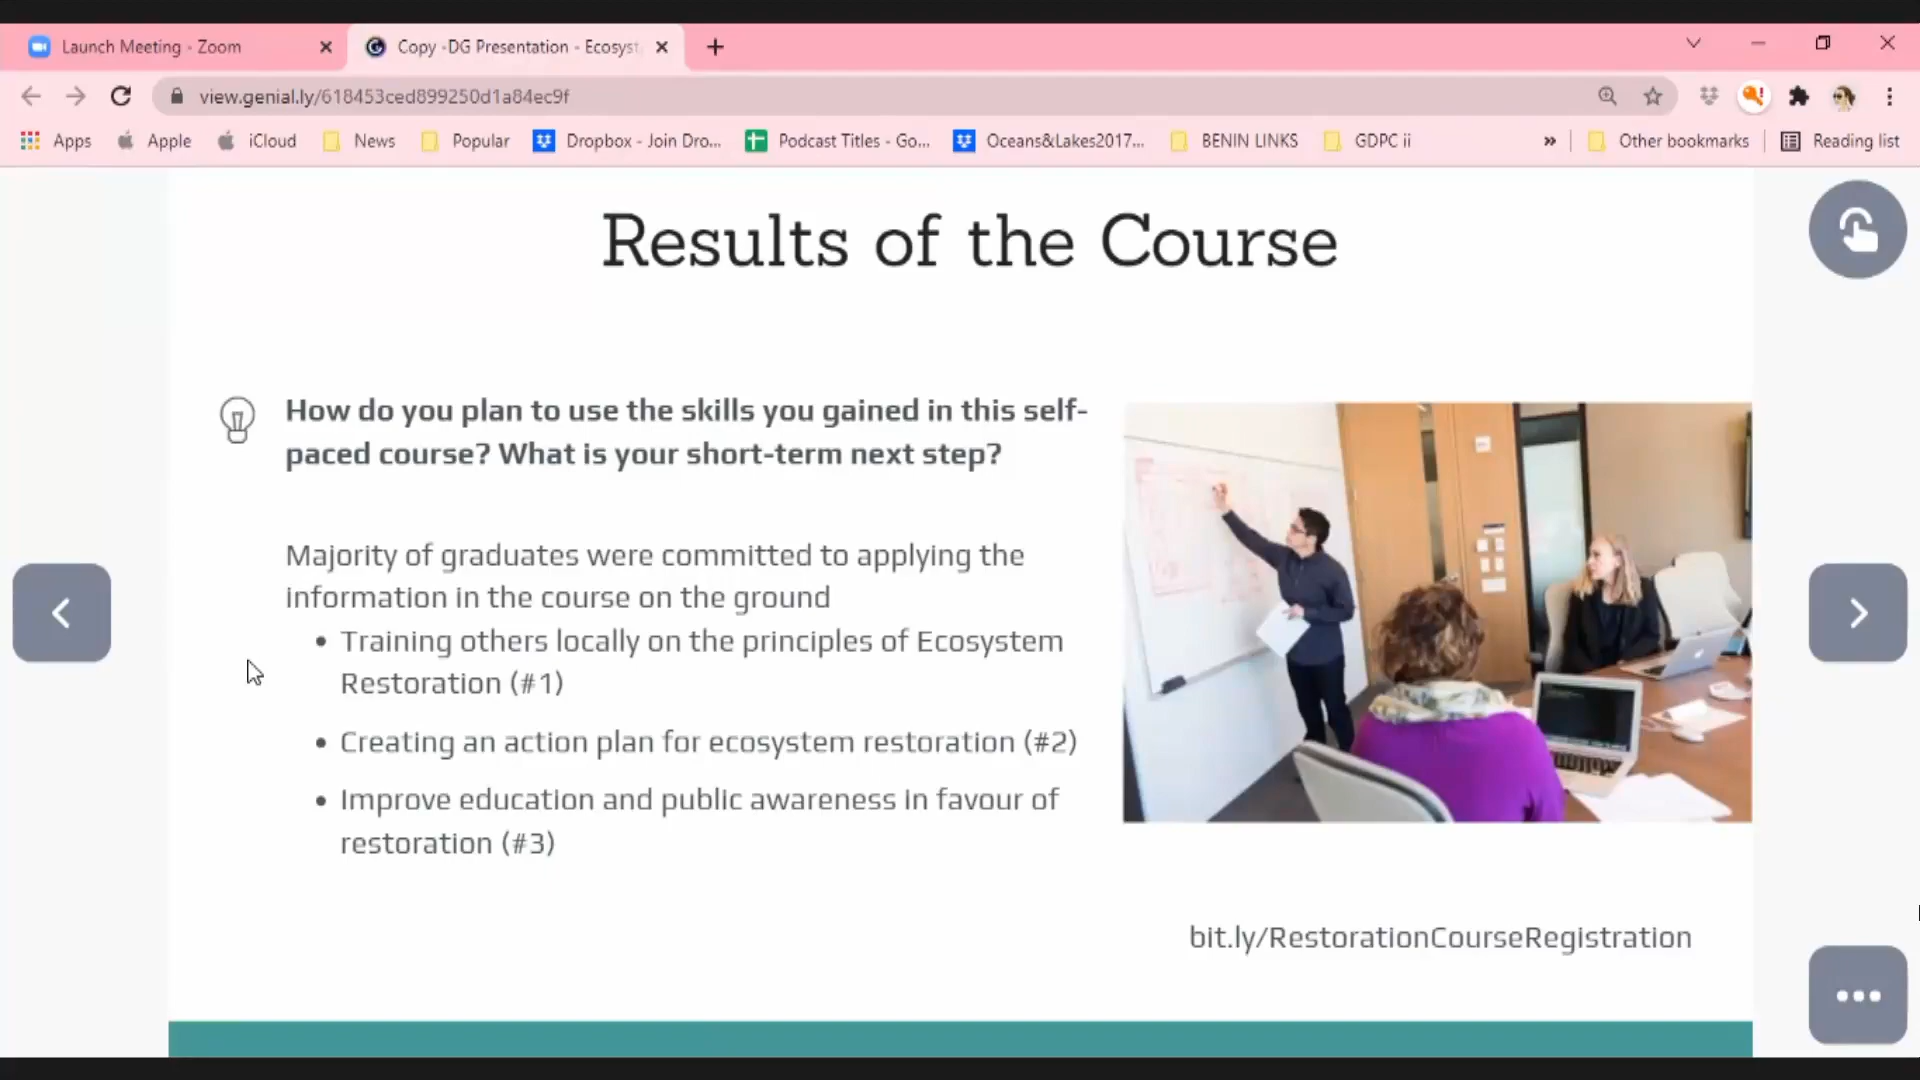 Launch Meeting - Zoom
Copy -DG Presentation - Ecosyst
view.genial.ly/618453ced899250d1a84ec9f
Apps
Apple
iCloud
News
Popular
Dropbox - Join Dro...
Podcast Titles - Go...
Oceans&Lakes2017...
BENIN LINKS
GDPC ii
Other bookmarks
Reading list
Results of the Course
How do you plan to use the skills you gained in this self-
paced course? What is your short-term next step?
Majority of graduates were committed to applying the
information in the course on the ground
• Training others locally on the principles of Ecosystem
Restoration (#1)
• Creating an action plan for ecosystem restoration (#2)
• Improve education and public awareness in favour of
restoration (#3)
bit.ly/RestorationCourseRegistration